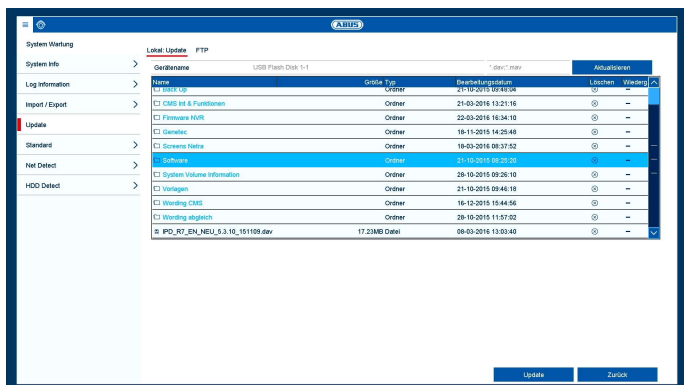 ABUS
System Wartung
System Info
Log Information
Import / Export
Update
Standard
Net Detect
HDD Detect
Lokal: Update FTP
Gerätename USB Flash Disk 1-1 *.dav;*.mav Aktualisieren
Name Größe Typ Bearbeitungsdatum Löschen Wiederg
Back Up Ordner 21-10-2015 09:48:04
CMS Int & Funktionen Ordner 21-03-2016 13:21:16
Firmware NVR Ordner 22-03-2016 16:34:10
Genetec Ordner 18-11-2015 14:25:48
Screens Netra Ordner 18-03-2016 08:37:52
Software Ordner 21-10-2015 08:25:20
System Volume Information Ordner 28-10-2015 09:26:10
Vorlagen Ordner 21-10-2015 09:46:18
Wording CMS Ordner 16-12-2015 15:44:56
Wording abgleich Ordner 28-10-2015 11:57:02
IPD_R7_EN_NEU_5.3.10_151109.dav 17.23MB Datei 08-03-2016 13:03:40
Update Zurück